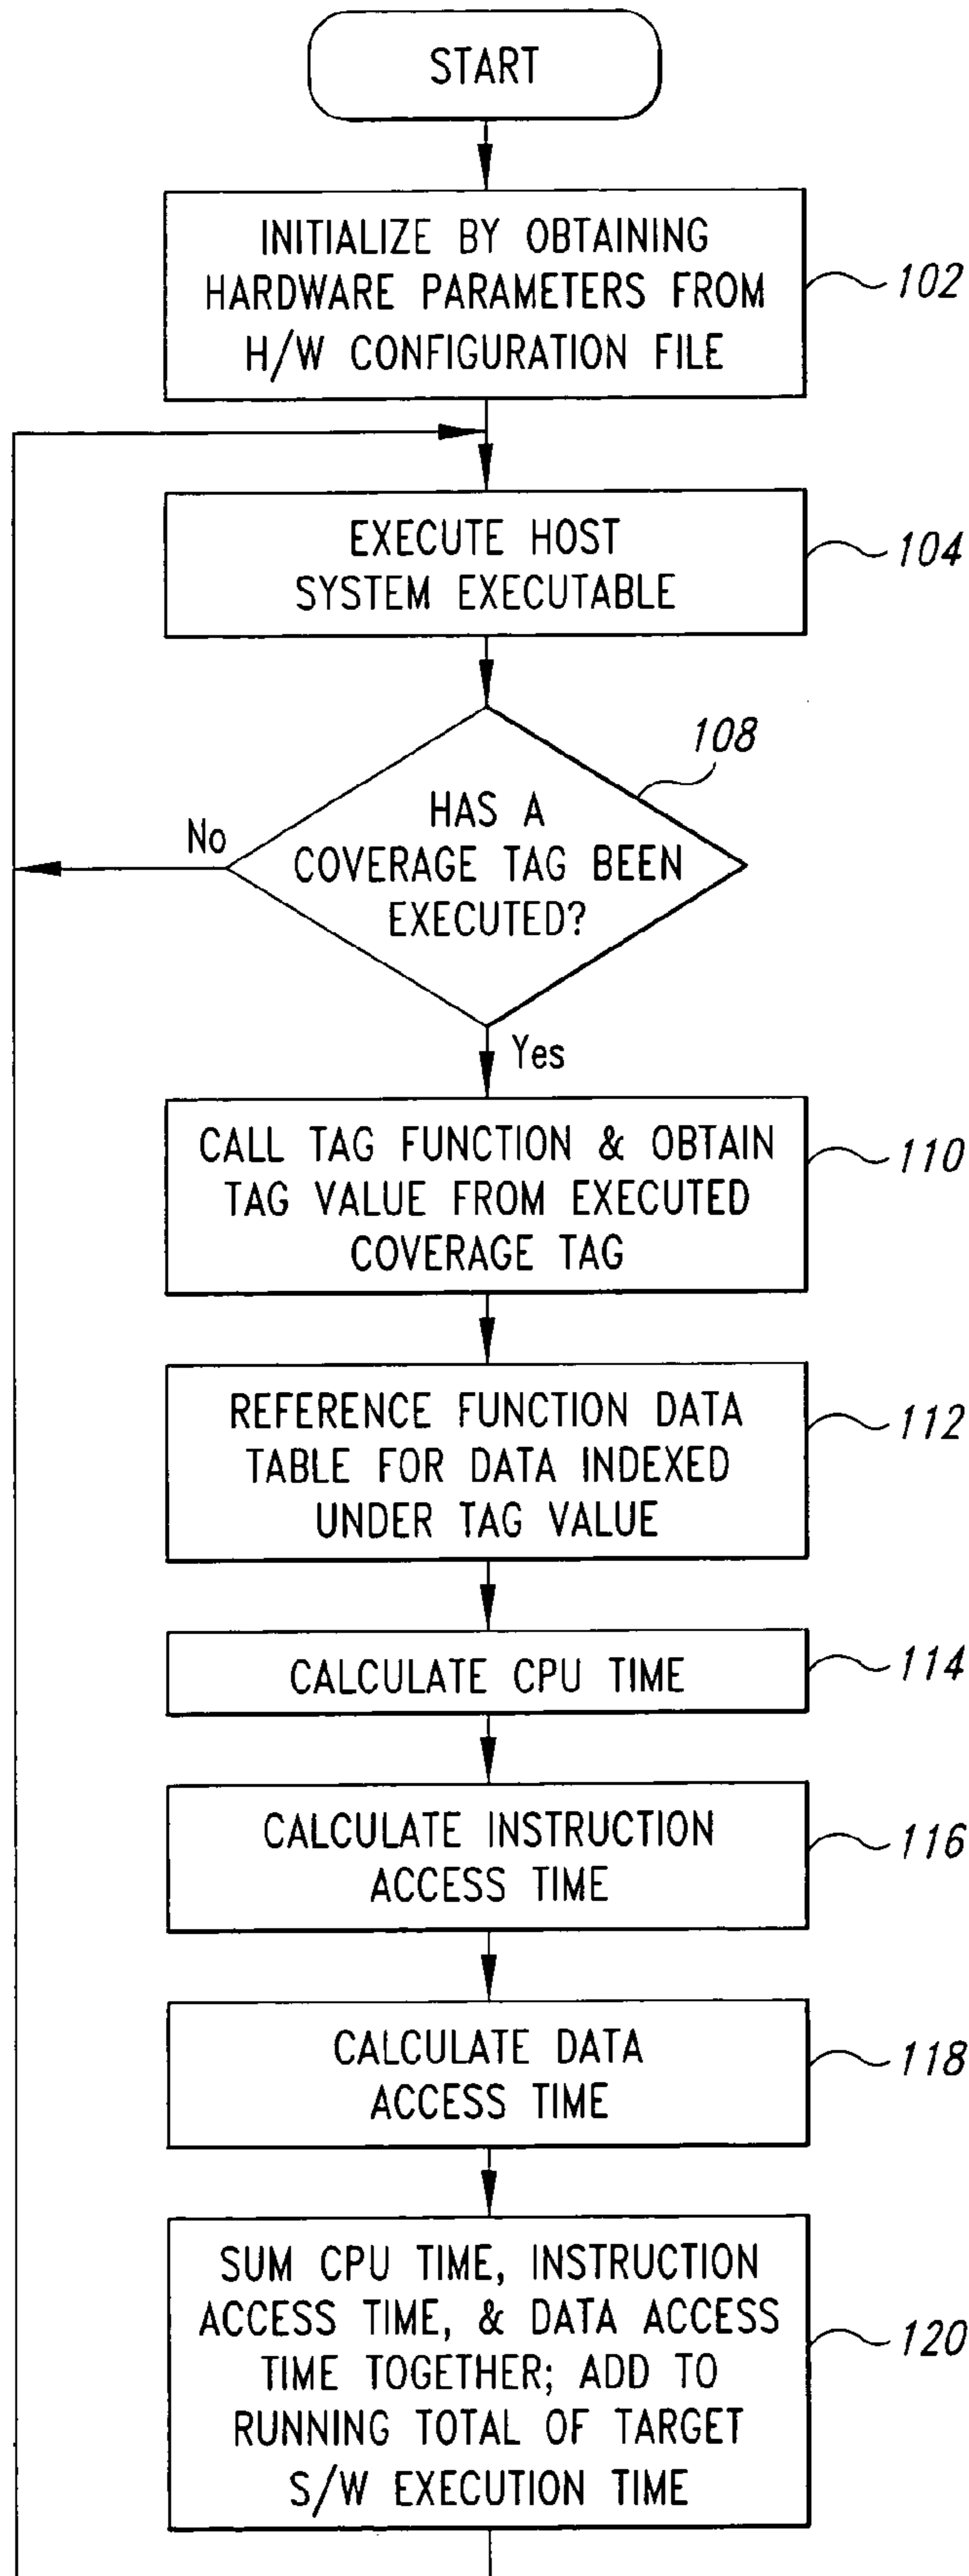 START
INITIALIZE BY OBTAINING
HARDWARE PARAMETERS FROM
H/W CONFIGURATION FILE
102
EXECUTE HOST
SYSTEM EXECUTABLE
104
108
HAS A
COVERAGE TAG BEEN
EXECUTED?
No
Yes
CALL TAG FUNCTION & OBTAIN
TAG VALUE FROM EXECUTED
COVERAGE TAG
110
REFERENCE FUNCTION DATA
TABLE FOR DATA INDEXED
UNDER TAG VALUE
112
CALCULATE CPU TIME
114
CALCULATE INSTRUCTION
ACCESS TIME
116
CALCULATE DATA
ACCESS TIME
118
SUM CPU TIME, INSTRUCTION
ACCESS TIME, & DATA ACCESS
TIME TOGETHER; ADD TO
RUNNING TOTAL OF TARGET
S/W EXECUTION TIME
120